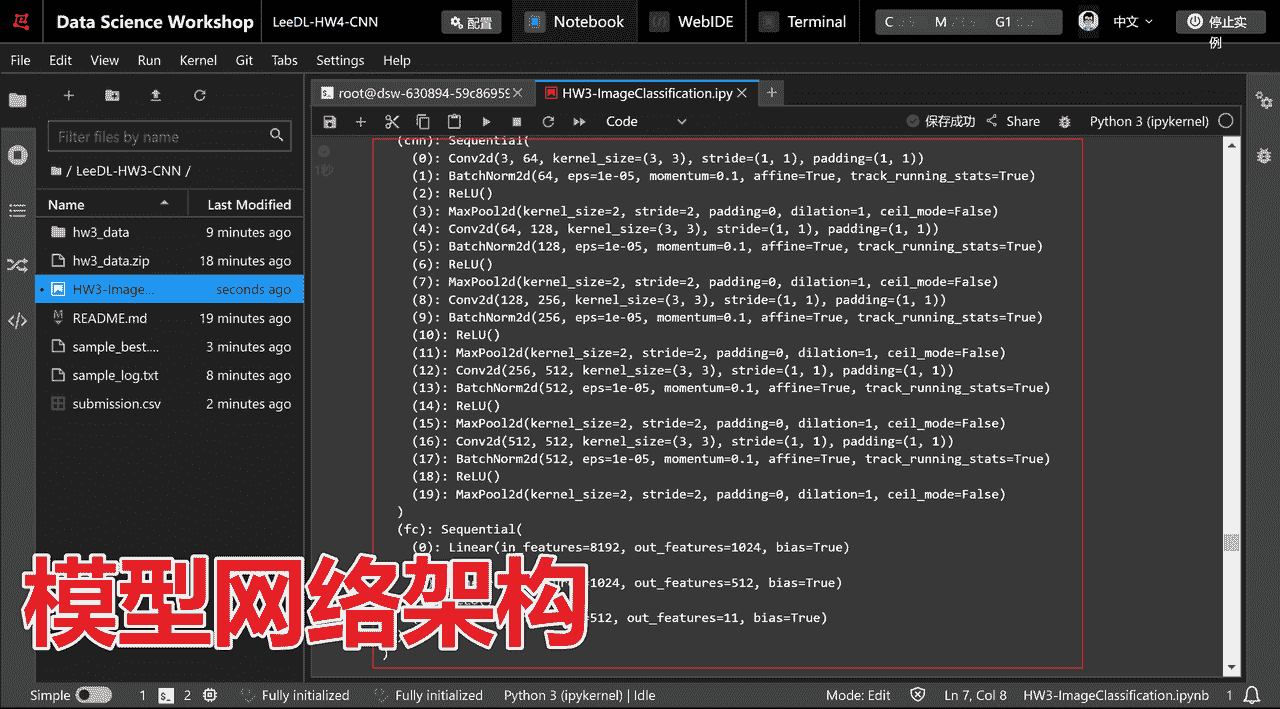 Data Science Workshop
LeeDL-HW4-CNN
配置
Notebook
WebIDE
Terminal
C
M
G1
中文
停止实例
File Edit View Run Kernel Git Tabs Settings Help
root@dsw-630894-59c86959
HW3-ImageClassification.ipy
Filter files by name
Code
保存成功
Share
Python 3 (ipykernel)
/ LeeDL-HW3-CNN /
Name Last Modified
hw3_data 9 minutes ago
hw3_data.zip 18 minutes ago
HW3-Image... seconds ago
README.md 19 minutes ago
sample_best.... 3 minutes ago
sample_log.txt 8 minutes ago
submission.csv 2 minutes ago
(cnn): Sequential(
(0): Conv2d(3, 64, kernel_size=(3, 3), stride=(1, 1), padding=(1, 1))
(1): BatchNorm2d(64, eps=1e-05, momentum=0.1, affine=True, track_running_stats=True)
(2): ReLU()
(3): MaxPool2d(kernel_size=2, stride=2, padding=0, dilation=1, ceil_mode=False)
(4): Conv2d(64, 128, kernel_size=(3, 3), stride=(1, 1), padding=(1, 1))
(5): BatchNorm2d(128, eps=1e-05, momentum=0.1, affine=True, track_running_stats=True)
(6): ReLU()
(7): MaxPool2d(kernel_size=2, stride=2, padding=0, dilation=1, ceil_mode=False)
(8): Conv2d(128, 256, kernel_size=(3, 3), stride=(1, 1), padding=(1, 1))
(9): BatchNorm2d(256, eps=1e-05, momentum=0.1, affine=True, track_running_stats=True)
(10): ReLU()
(11): MaxPool2d(kernel_size=2, stride=2, padding=0, dilation=1, ceil_mode=False)
(12): Conv2d(256, 512, kernel_size=(3, 3), stride=(1, 1), padding=(1, 1))
(13): BatchNorm2d(512, eps=1e-05, momentum=0.1, affine=True, track_running_stats=True)
(14): ReLU()
(15): MaxPool2d(kernel_size=2, stride=2, padding=0, dilation=1, ceil_mode=False)
(16): Conv2d(512, 512, kernel_size=(3, 3), stride=(1, 1), padding=(1, 1))
(17): BatchNorm2d(512, eps=1e-05, momentum=0.1, affine=True, track_running_stats=True)
(18): ReLU()
(19): MaxPool2d(kernel_size=2, stride=2, padding=0, dilation=1, ceil_mode=False)
)
(fc): Sequential(
(0): Linear(in_features=8192, out_features=1024, bias=True)
=1024, out_features=512, bias=True)
=512, out_features=11, bias=True)
)
模型网络架构
Simple 1 2 Fully initialized Fully initialized Python 3 (ipykernel) | Idle Mode: Edit Ln 7, Col 8 HW3-ImageClassification.ipynb 1